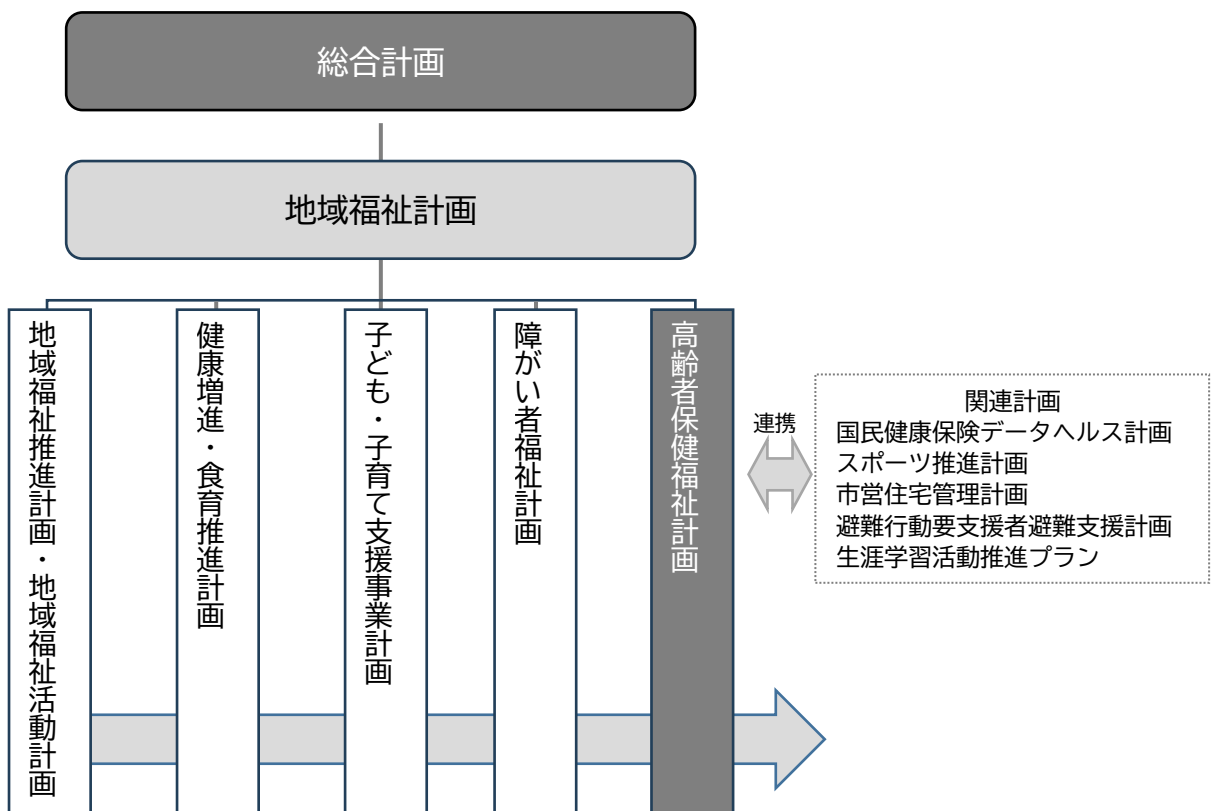 総合計画
地域福祉計画
地域福祉推進計画・地域福祉活動計画
健康増進・食育推進計画
子ども・子育て支援事業計画
障がい者福祉計画
高齢者保健福祉計画
連携
関連計画
国民健康保険データヘルス計画
スポーツ推進計画
市営住宅管理計画
避難行動要支援者避難支援計画
生涯学習活動推進プラン